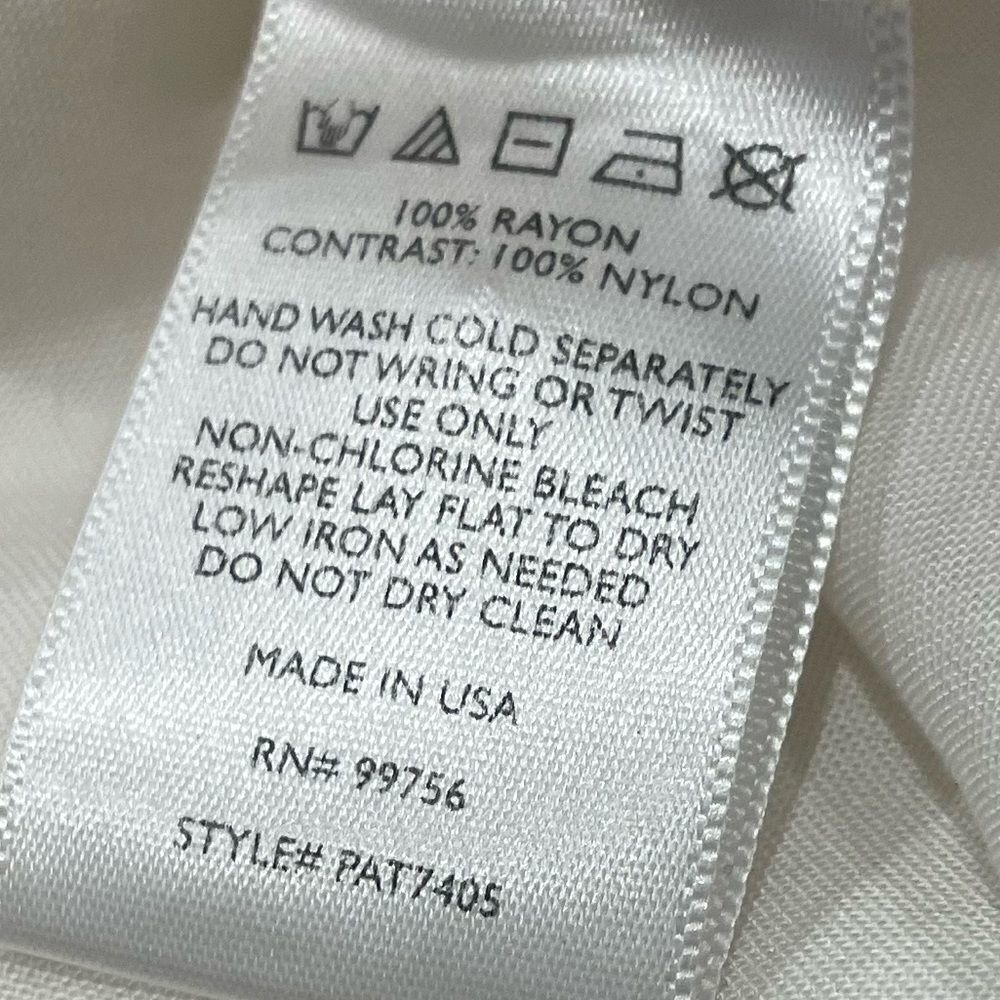 100% RAYON
CONTRAST: 100% NYLON
HAND WASH COLD SEPARATELY
DO NOT WRING OR TWIST
USE ONLY
NON-CHLORINE BLEACH
RESHAPE LAY FLAT TO DRY
LOW IRON AS NEEDED
DO NOT DRY CLEAN
MADE IN USA
RN# 99756
STYLE# PAT7405